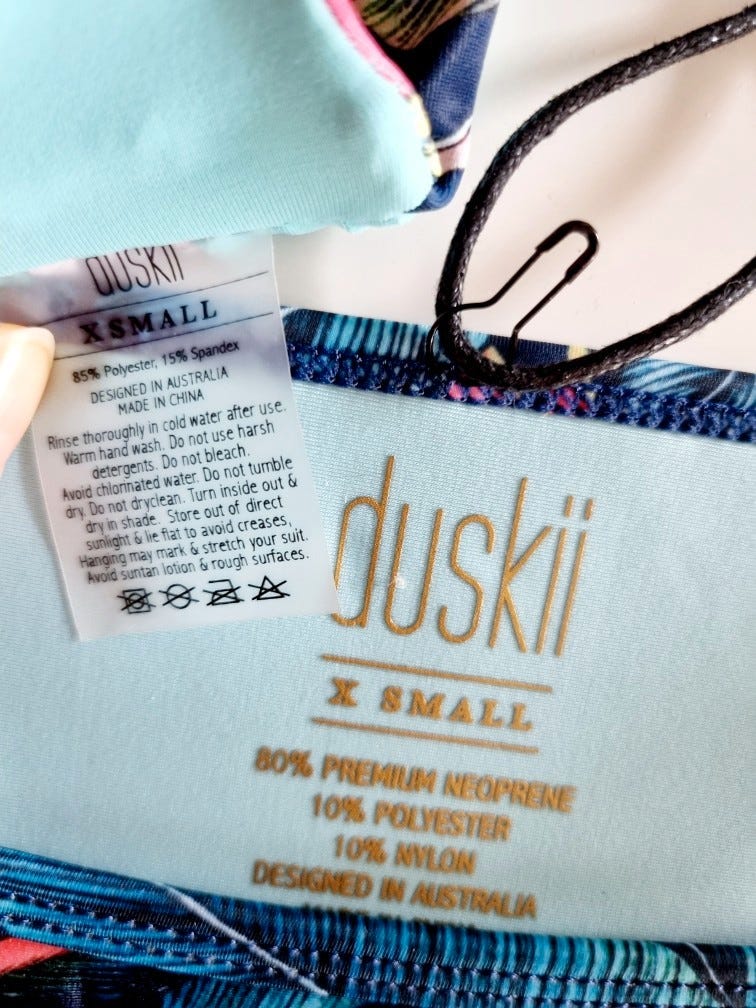 duskii
X SMALL
85% Polyester, 15% Spandex
DESIGNED IN AUSTRALIA
MADE IN CHINA
Rinse thoroughly in cold water after use.
Warm hand wash. Do not use harsh
detergents. Do not bleach.
Avoid chlorinated water. Do not tumble
dry. Do not dryclean. Turn inside out &
dry in shade. Store out of direct
sunlight & lie flat to avoid creases,
Hanging may mark & stretch your suit.
Avoid suntan lotion & rough surfaces.
duskii
X SMALL
80% PREMIUM NEOPRENE
10% POLYESTER
10% NYLON
DESIGNED IN AUSTRALIA